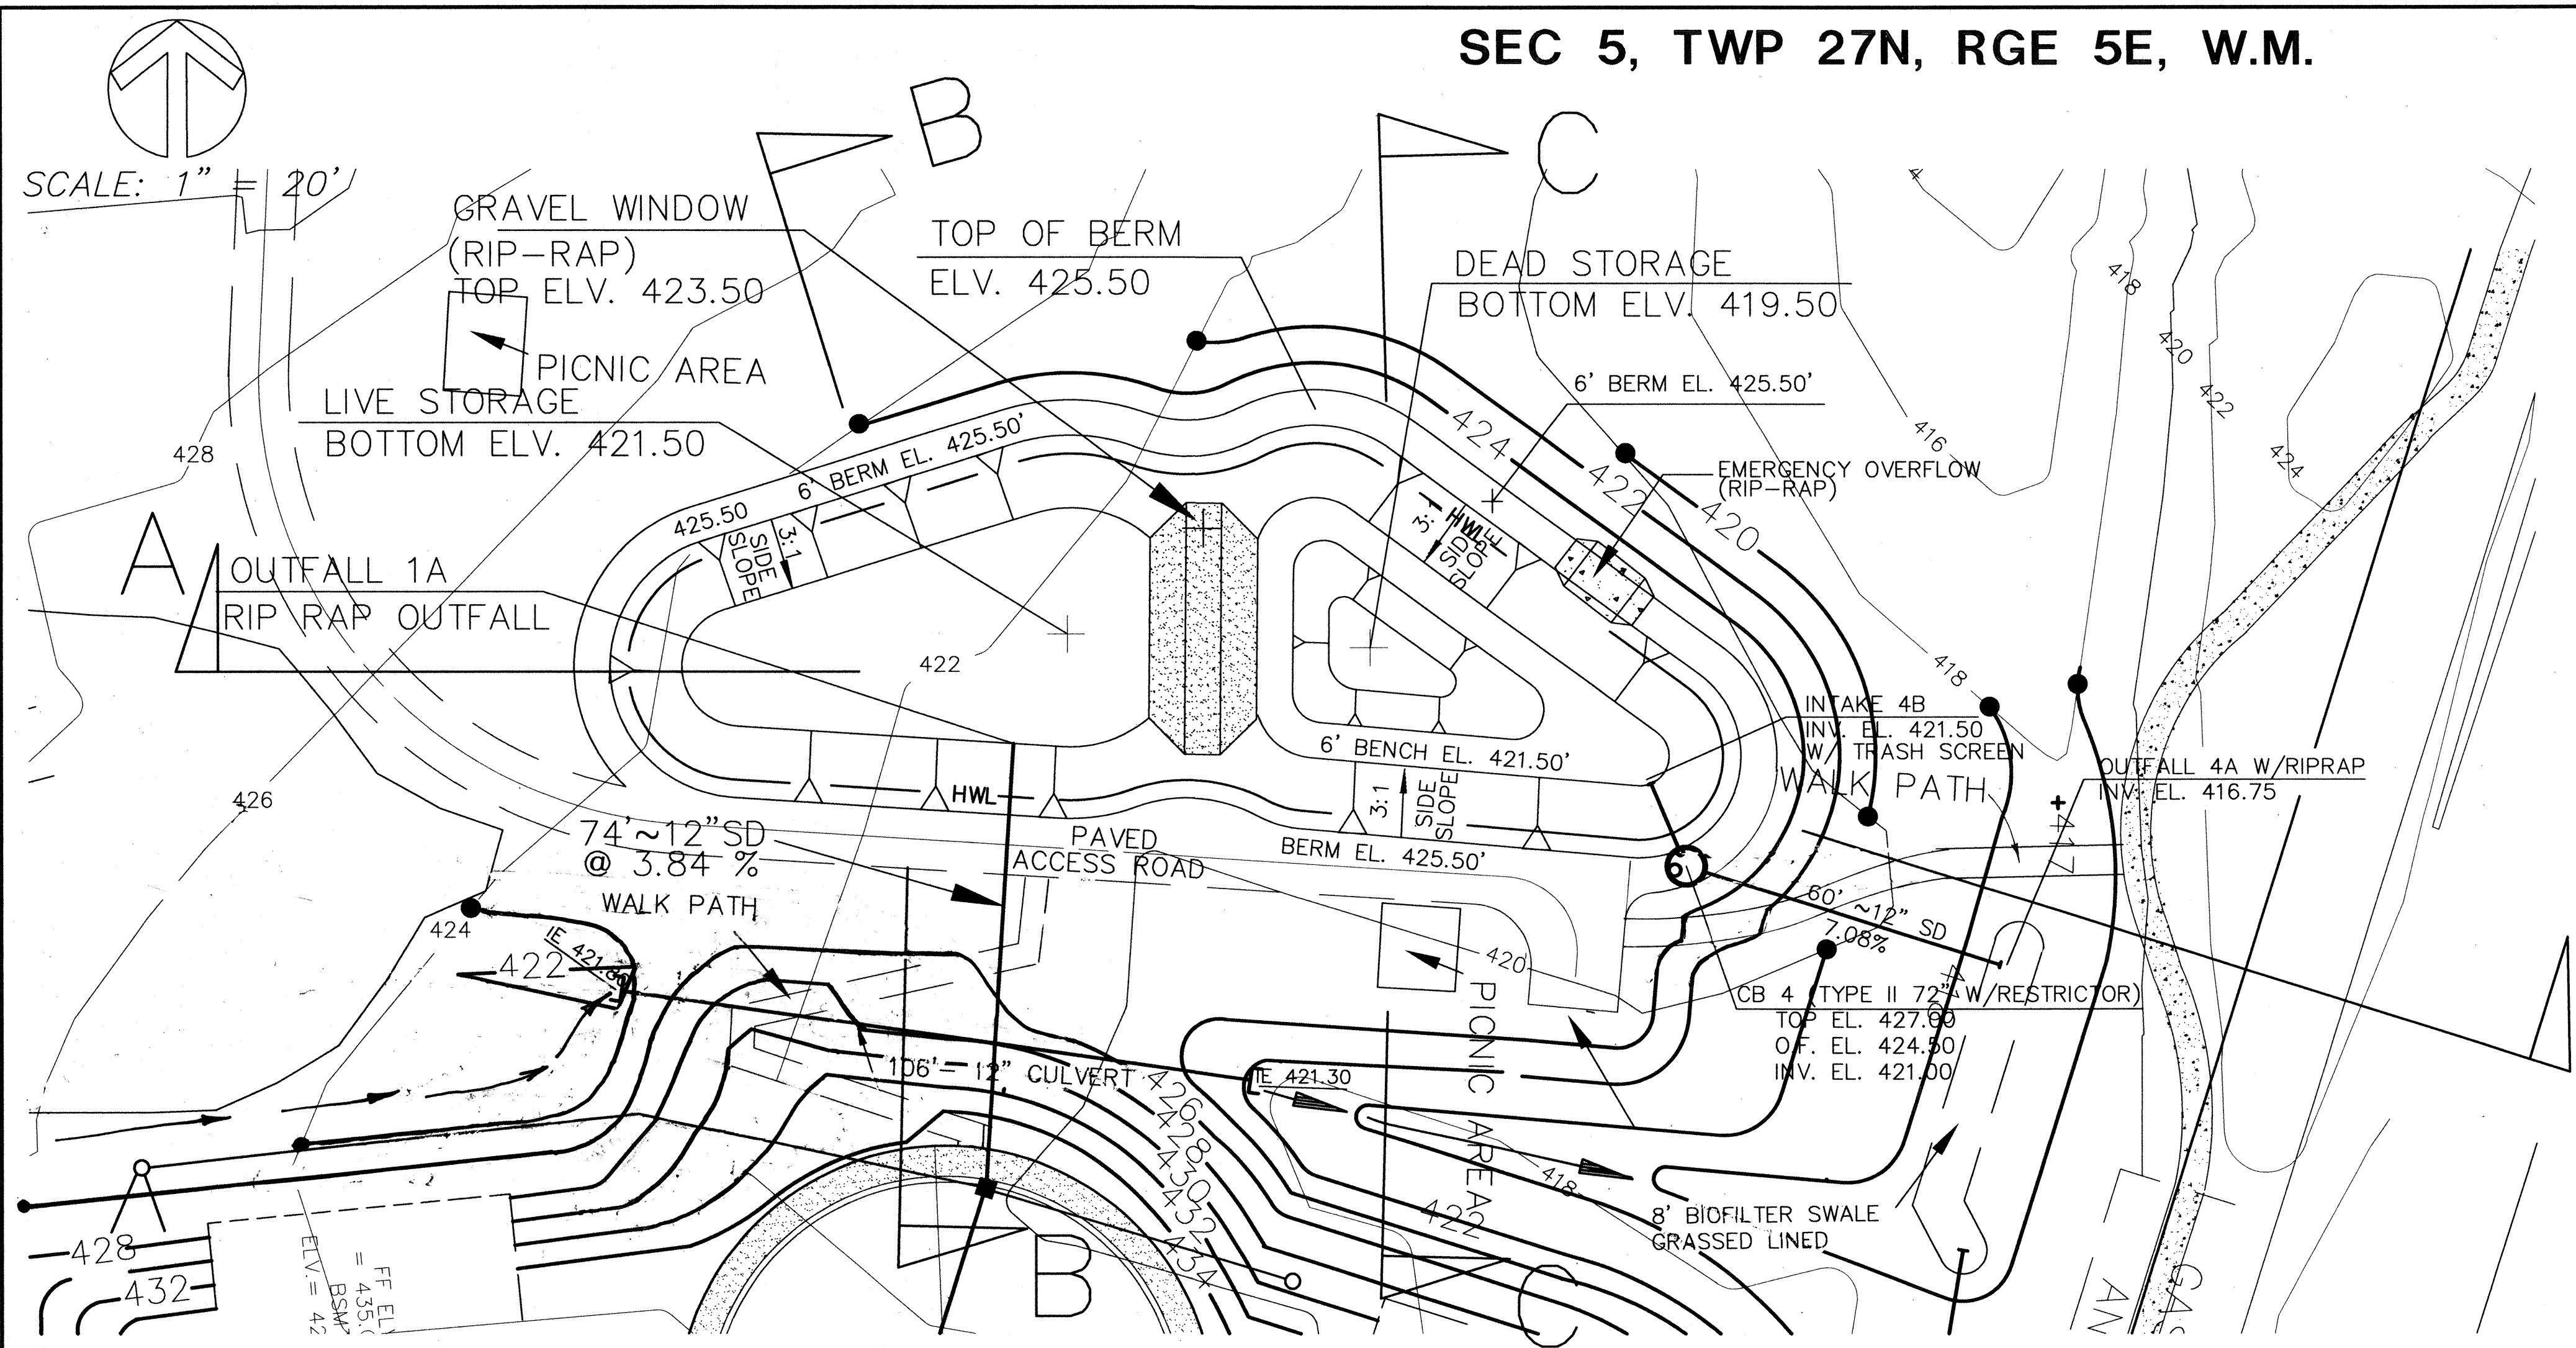 SEC 5, TWP 27N, RGE 5E, W.M.
SCALE: 1" = 20'
B
C
GRAVEL WINDOW
(RIP-RAP)
TOP ELV. 423.50
TOP OF BERM
ELV. 425.50
DEAD STORAGE
BOTTOM ELV. 419.50
PICNIC AREA
LIVE STORAGE
BOTTOM ELV. 421.50
6' BERM EL. 425.50'
418
420
422
424
416
428
424
422
420
6' BERM EL. 425.50'
425.50
EMERGENCY OVERFLOW
(RIP-RAP)
3:1
SIDE
SLOPE
3:1
HWL
SIDE
SLOPE
A
OUTFALL 1A
RIP RAP OUTFALL
422
418
INTAKE 4B
INV. EL. 421.50
W/ TRASH SCREEN
WALK PATH
OUTFALL 4A W/RIPRAP
INV. EL. 416.75
6' BENCH EL. 421.50'
3:1
SIDE
SLOPE
HWL
426
417
74'~12"SD
@ 3.84 %
PAVED
ACCESS ROAD
BERM EL. 425.50'
WALK PATH
60' ~12" SD
7.08%
424
422
420
CB 4 (TYPE II 72" W/RESTRICTOR)
TOP EL. 427.00
O.F. EL. 424.50
INV. EL. 421.00
PICNIC AREA
106'- 12" CULVERT
IE 421.30
426
428
430
432
434
418
422
8' BIOFILTER SWALE
GRASSED LINED
A
B
C
428
432
FF ELV.
BSMT
ELV.= 42